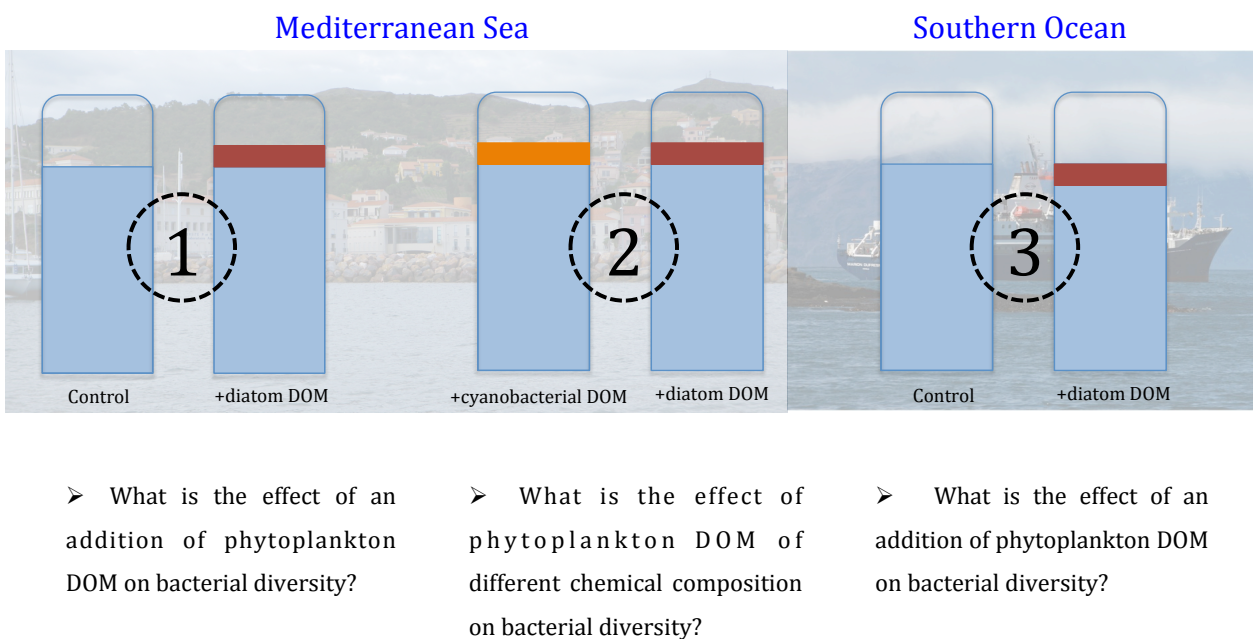 Mediterranean Sea
Southern Ocean
1
2
3
Control
+diatom DOM
+cyanobacterial DOM
+diatom DOM
Control
+diatom DOM
➢ What is the effect of an
addition of phytoplankton
DOM on bacterial diversity?
➢ What is the effect of
phytoplankton DOM of
different chemical composition
on bacterial diversity?
➢ What is the effect of an
addition of phytoplankton DOM
on bacterial diversity?